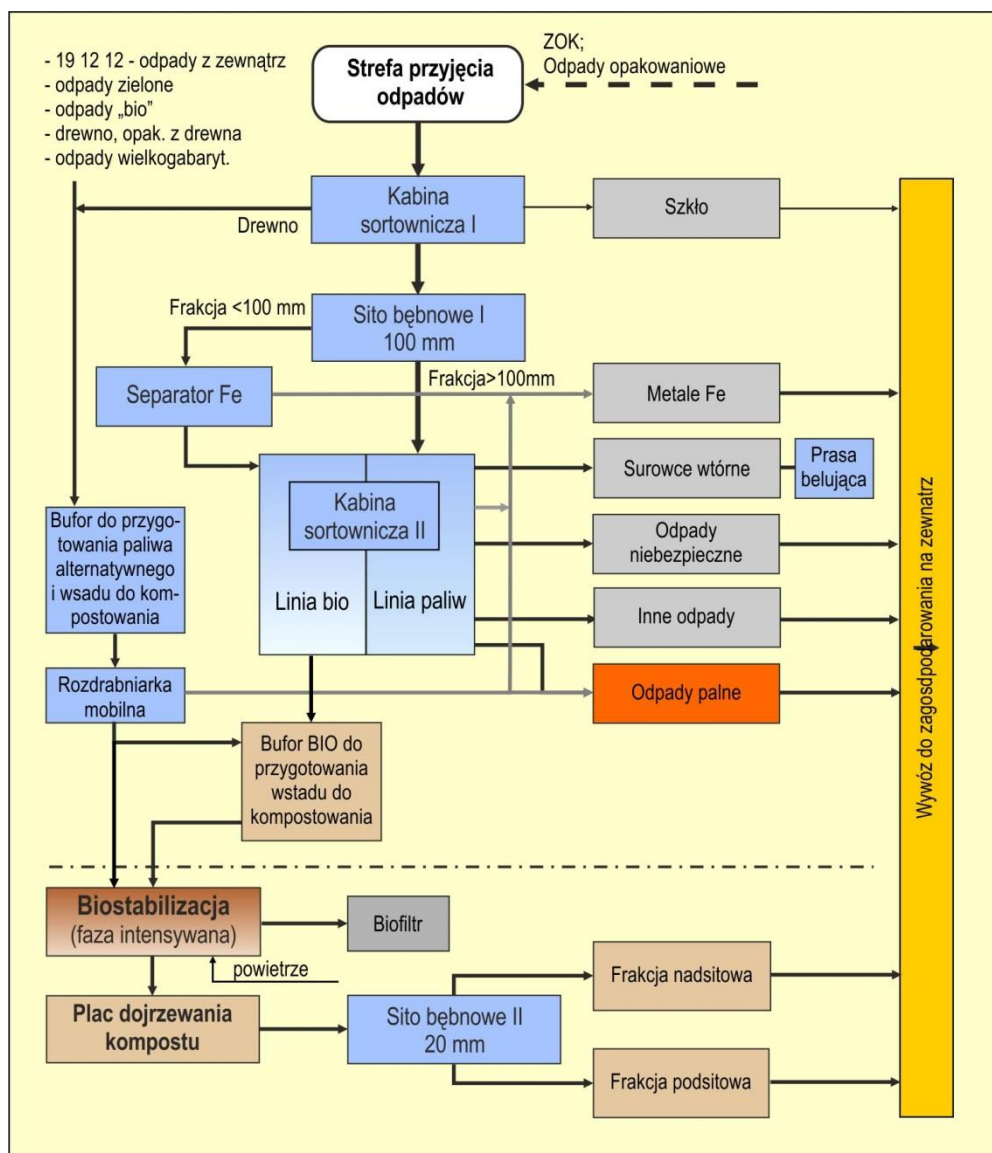 - 19 12 12 - odpady z zewnątrz
- odpady zielone
- odpady „bio”
- drewno, opak. z drewna
- odpady wielkogabaryt.
Strefa przyjęcia
odpadów
ZOK;
Odpady opakowaniowe
Kabina
sortownicza I
Szkło
Drewno
Frakcja <100 mm
Sito bębnowe I
100 mm
Separator Fe
Frakcja>100mm
Metale Fe
Surowce wtórne
Prasa
belująca
Kabina
sortownicza II
Linia bio
Linia paliw
Odpady
niebezpieczne
Inne odpady
Odpady palne
Bufor do przygo-
towania paliwa
alternatywnego
i wsadu do kom-
postowania
Rozdrabniarka
mobilna
Bufor BIO do
przygotowania
wstadu do
kompostowania
Wywóz do zagosdpodarowania na zewnatrz
Biostabilizacja
(faza intensywana)
Biofiltr
powietrze
Plac dojrzewania
kompostu
Sito bębnowe II
20 mm
Frakcja nadsitowa
Frakcja podsitowa